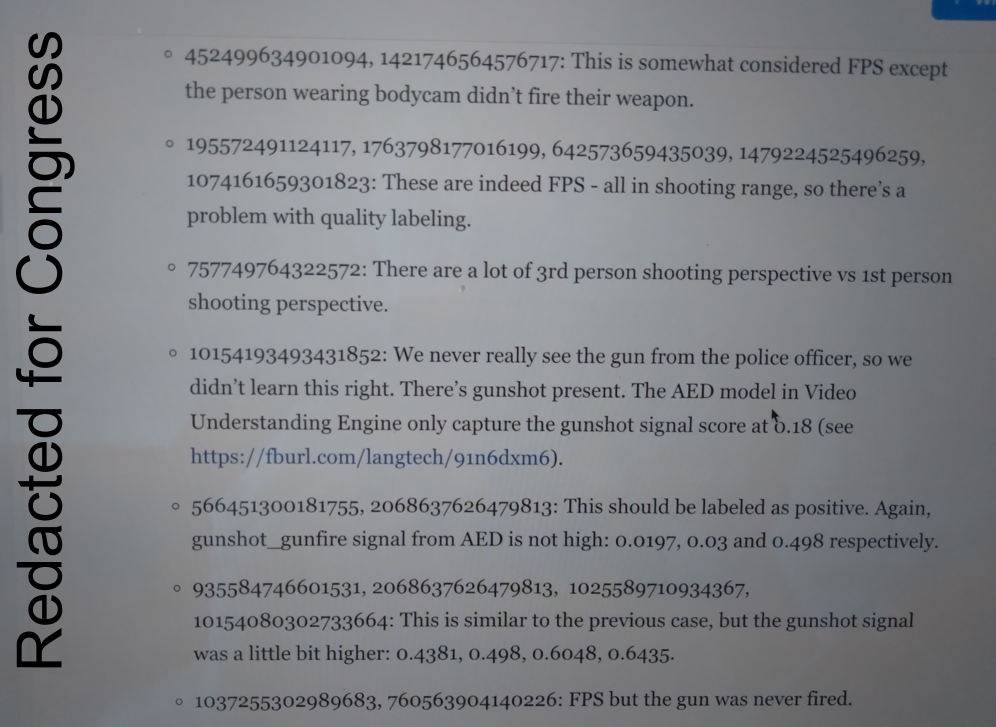 Redacted for Congress
452499634901094, 1421746564576717: This is somewhat considered FPS except
the person wearing bodycam didn't fire their weapon.
195572491124117, 1763798177016199, 642573659435039, 1479224525496259,
1074161659301823: These are indeed FPS - all in shooting range, so there's a
problem with quality labeling.
757749764322572: There are a lot of 3rd person shooting perspective vs 1st person
shooting perspective.
10154193493431852: We never really see the gun from the police officer, so we
didn't learn this right. There's gunshot present. The AED model in Video
Understanding Engine only capture the gunshot signal score at 0.18 (see
https://fburl.com/langtech/91n6dxm6).
566451300181755, 2068637626479813: This should be labeled as positive. Again,
gunshot_gunfire signal from AED is not high: 0.0197, 0.03 and 0.498 respectively.
935584746601531, 2068637626479813, 1025589710934367,
10154080302733664: This is similar to the previous case, but the gunshot signal
was a little bit higher: 0.4381, 0.498, 0.6048, 0.6435.
1037255302989683, 760563904140226: FPS but the gun was never fired.